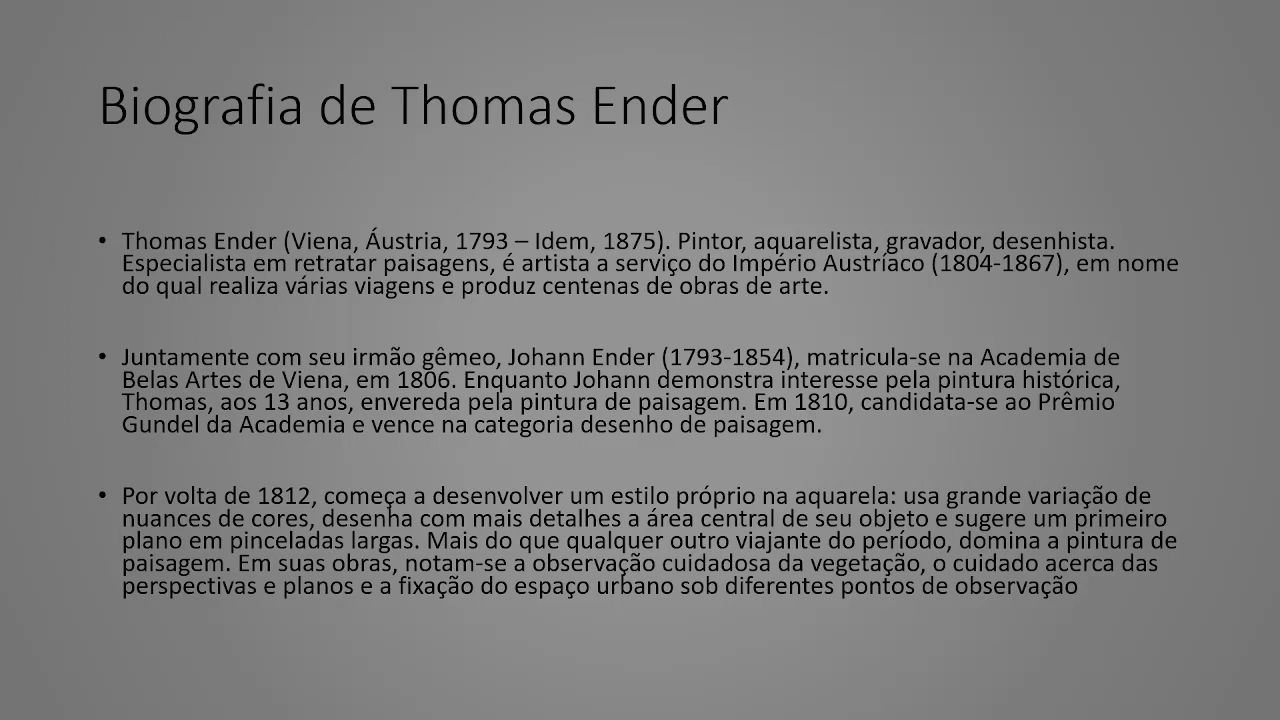 Biografia de Thomas Ender
• Thomas Ender (Viena, Áustria, 1793 – Idem, 1875). Pintor, aquarelista, gravador, desenhista.
Especialista em retratar paisagens, é artista a serviço do Império Austríaco (1804-1867), em nome
do qual realiza várias viagens e produz centenas de obras de arte.
• Juntamente com seu irmão gêmeo, Johann Ender (1793-1854), matricula-se na Academia de
Belas Artes de Viena, em 1806. Enquanto Johann demonstra interesse pela pintura histórica,
Thomas, aos 13 anos, envereda pela pintura de paisagem. Em 1810, candidata-se ao Prêmio
Gundel da Academia e vence na categoria desenho de paisagem.
• Por volta de 1812, começa a desenvolver um estilo próprio na aquarela: usa grande variação de
nuances de cores, desenha com mais detalhes a área central de seu objeto e sugere um primeiro
plano em pinceladas largas. Mais do que qualquer outro viajante do período, domina a pintura de
paisagem. Em suas obras, notam-se a observação cuidadosa da vegetação, o cuidado acerca das
perspectivas e planos e a fixação do espaço urbano sob diferentes pontos de observação